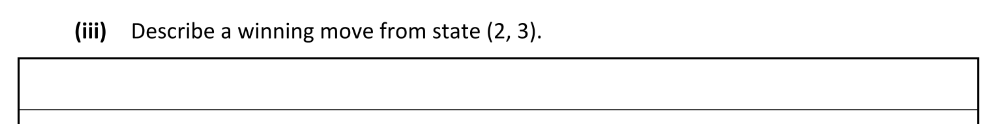 (iii) Describe a winning move from state (2, 3).